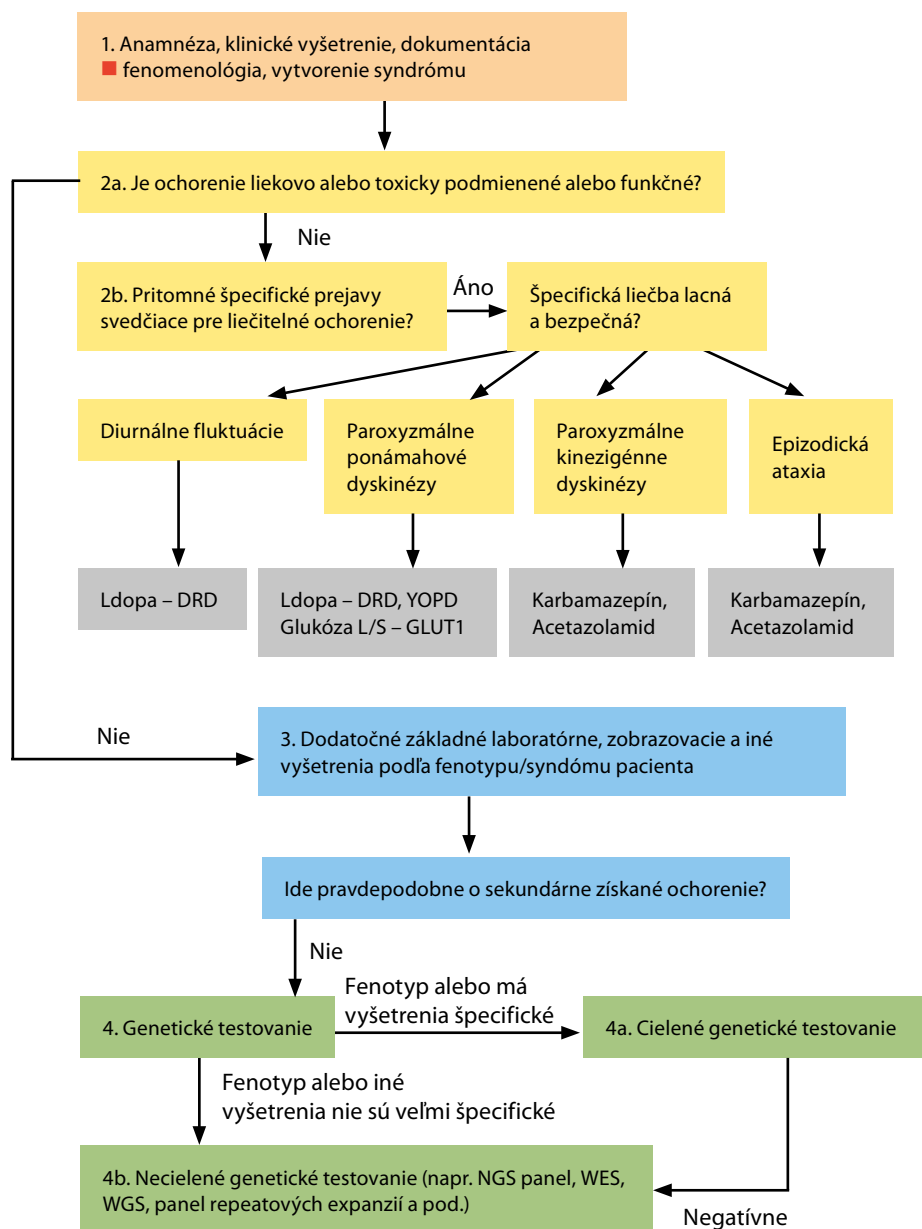 1. Anamnéza, klinické vyšetrenie, dokumentácia
fenomenológia, vytvorenie syndrómu
2a. Je ochorenie liekovo alebo toxicky podmienené alebo funkčné?
Nie
2b. Pritomné špecifické prejavy
svedčiace pre liečitelné ochorenie?
Áno
Špecifická liečba lacná
a bezpečná?
Diurnálne fluktuácie
Paroxyzmálne
ponámahové
dyskinézy
Paroxyzmálne
kinezigénne
dyskinézy
Epizodická
ataxia
Ldopa – DRD
Ldopa – DRD, YOPD
Glukóza L/S – GLUT1
Karbamazepín,
Acetazolamid
Karbamazepín,
Acetazolamid
Nie
3. Dodatočné základné laboratórne, zobrazovacie a iné
vyšetrenia podľa fenotypu/syndómu pacienta
Ide pravdepodobne o sekundárne získané ochorenie?
Nie
4. Genetické testovanie
Fenotyp alebo má
vyšetrenia špecifické
4a. Cielené genetické testovanie
Fenotyp alebo iné
vyšetrenia nie sú veľmi špecifické
4b. Necielené genetické testovanie (napr. NGS panel, WES,
WGS, panel repeatových expanzií a pod.)
Negatívne